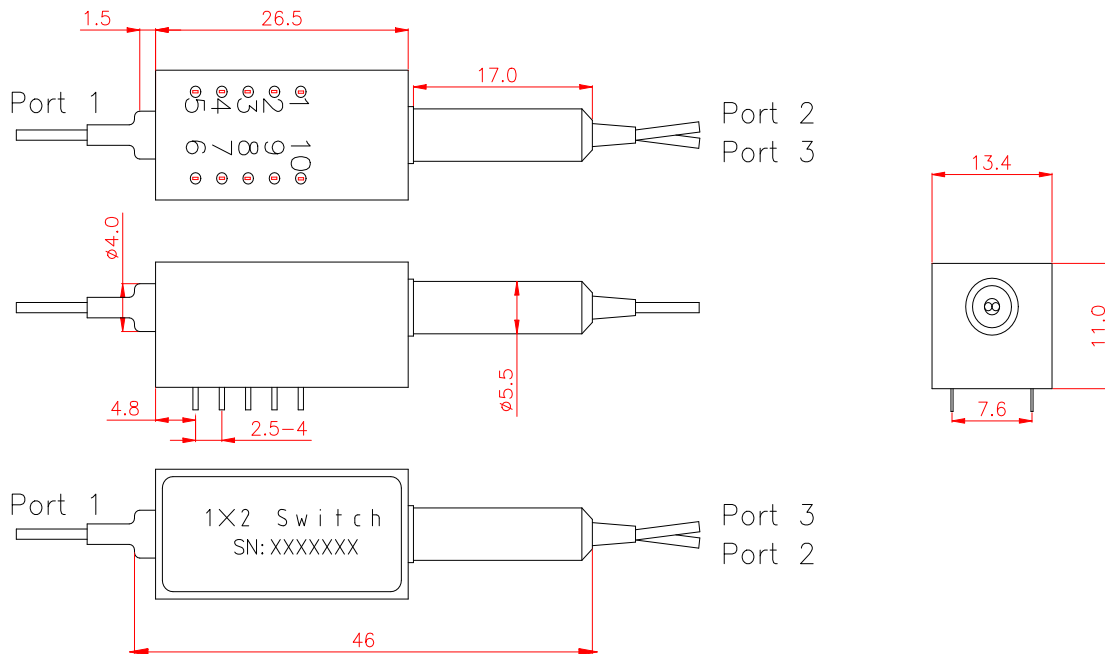 1.5
26.5
17.0
Port 1
5 4 3 2 1
6 7 8 9 10
Port 2
Port 3
13.4
ø4.0
ø5.5
11.0
4.8
2.5-4
7.6
Port 1
1X2 Switch
SN:XXXXXXX
Port 3
Port 2
46